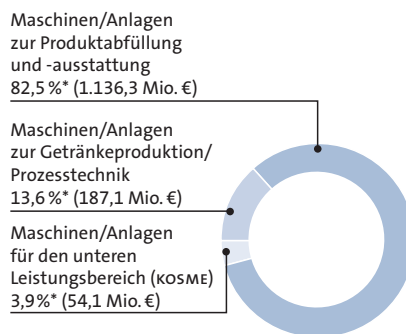 Maschinen/Anlagen
zur Produktabfüllung
und -ausstattung
82,5 %* (1.136,3 Mio. €)
Maschinen/Anlagen
zur Getränkeproduktion/
Prozesstechnik
13,6 %* (187,1 Mio. €)
Maschinen/Anlagen
für den unteren
Leistungsbereich (KOSME)
3,9%* (54,1 Mio. €)